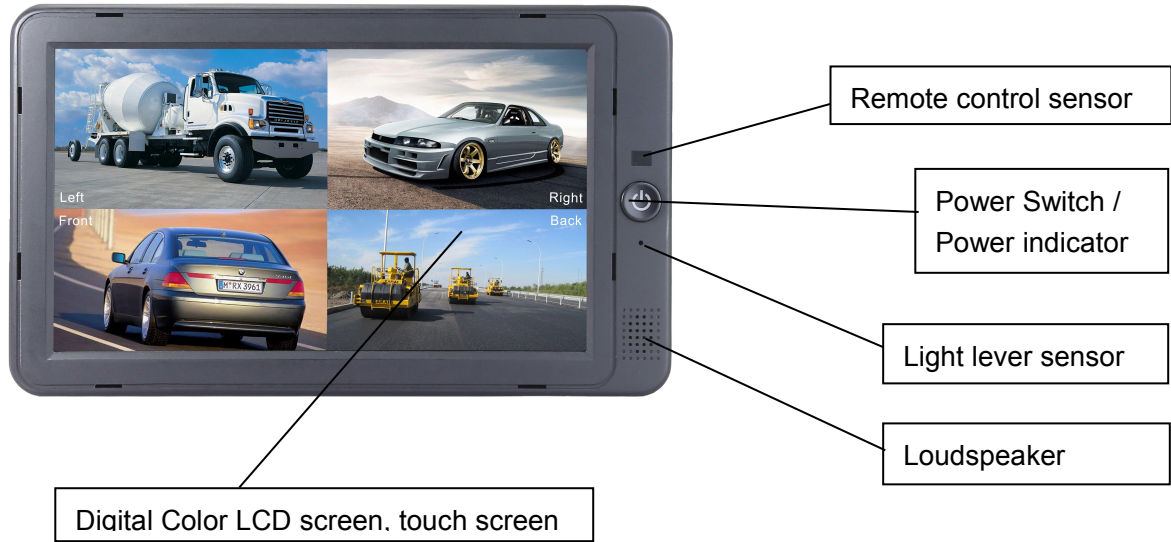 Left
Right
Front
Back
M·RX 3961
Remote control sensor
Power Switch /
Power indicator
Light lever sensor
Loudspeaker
Digital Color LCD screen, touch screen